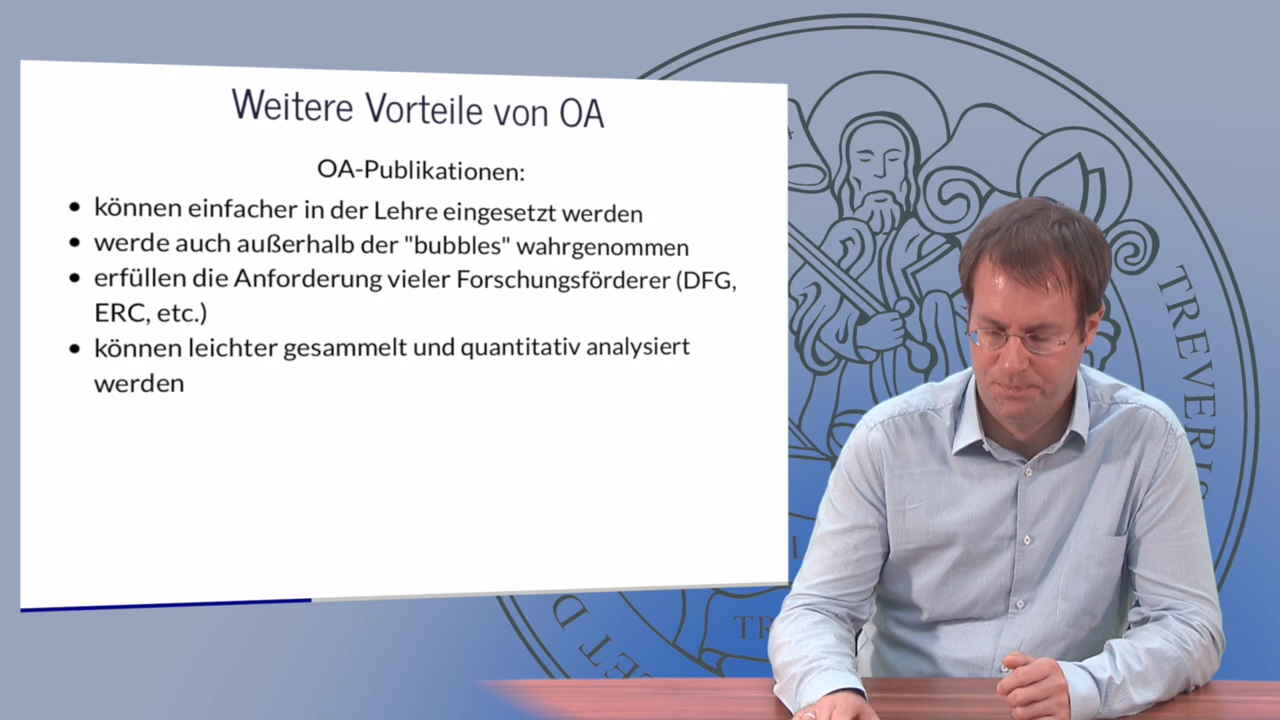 Weitere Vorteile von OA
OA-Publikationen:
• können einfacher in der Lehre eingesetzt werden
• werde auch außerhalb der "bubbles" wahrgenommen
• erfüllen die Anforderung vieler Forschungsförderer (DFG,
ERC, etc.)
• können leichter gesammelt und quantitativ analysiert
werden
TREVERIS
ET D